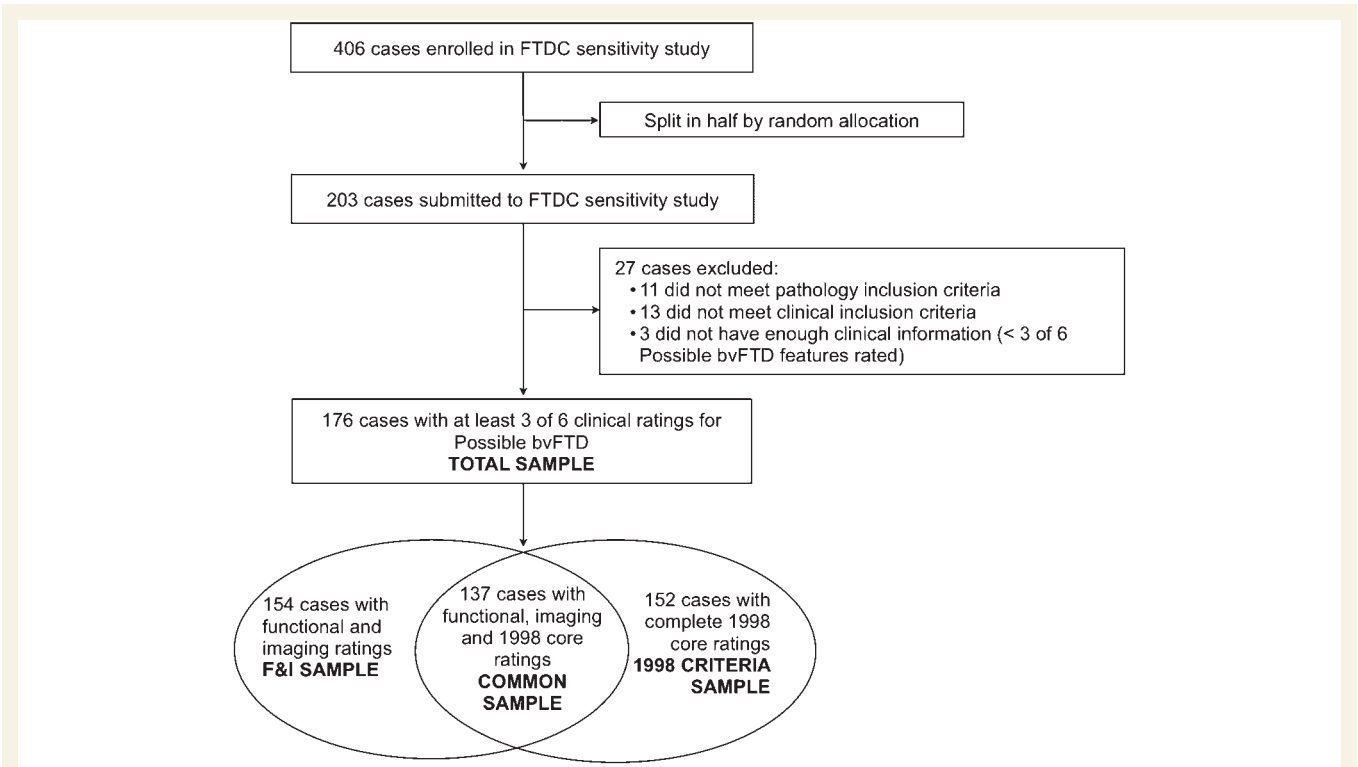 406 cases enrolled in FTDC sensitivity study
Split in half by random allocation
203 cases submitted to FTDC sensitivity study
27 cases excluded:
• 11 did not meet pathology inclusion criteria
• 13 did not meet clinical inclusion criteria
• 3 did not have enough clinical information (< 3 of 6
Possible bvFTD features rated)
176 cases with at least 3 of 6 clinical ratings for
Possible bvFTD
TOTAL SAMPLE
154 cases with
functional and
imaging ratings
F&I SAMPLE
137 cases with
functional, imaging
and 1998 core
ratings
COMMON
SAMPLE
152 cases with
complete 1998
core ratings
1998 CRITERIA
SAMPLE